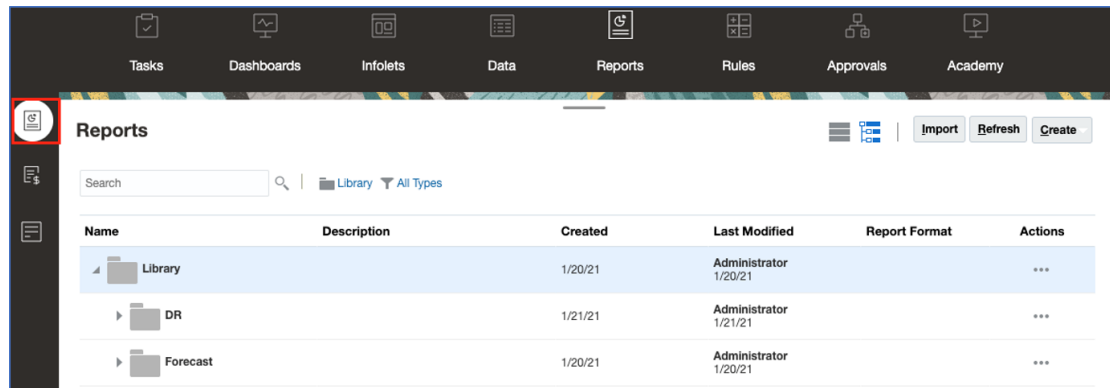 Tasks Dashboards Infolets Data Reports Rules Approvals Academy
Reports Import Refresh Create
Search Library All Types
Name Description Created Last Modified Report Format Actions
Library 1/20/21 Administrator
1/20/21
DR 1/21/21 Administrator
1/21/21
Forecast 1/20/21 Administrator
1/20/21